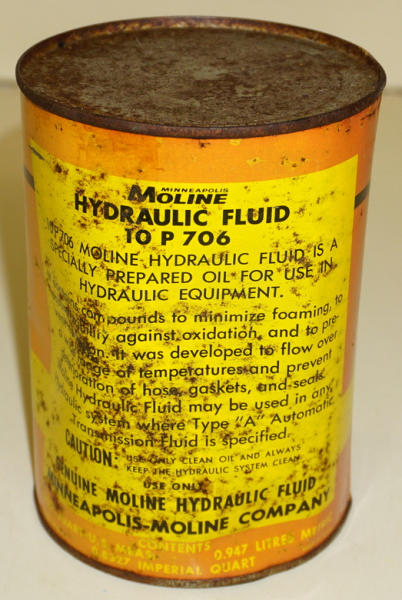 MINNEAPOLIS
MOLINE
HYDRAULIC FLUID
10 P 706
10 P706 MOLINE HYDRAULIC FLUID IS A
SPECIALLY PREPARED OIL FOR USE IN
HYDRAULIC EQUIPMENT.
compounds to minimize foaming, to
against oxidation, and to pre-
It was developed to flow over
of temperatures and prevent
of hose, gaskets, and seals.
Hydraulic Fluid may be used in any
system where Type "A" Automatic
Transmission Fluid is specified.
CAUTION: USE ONLY CLEAN OIL AND ALWAYS
KEEP THE HYDRAULIC SYSTEM CLEAN
USE ONLY
GENUINE MOLINE HYDRAULIC FLUID
MINNEAPOLIS-MOLINE COMPANY
CONTENTS
U.S. 0.947 LITRES
IMPERIAL QUART